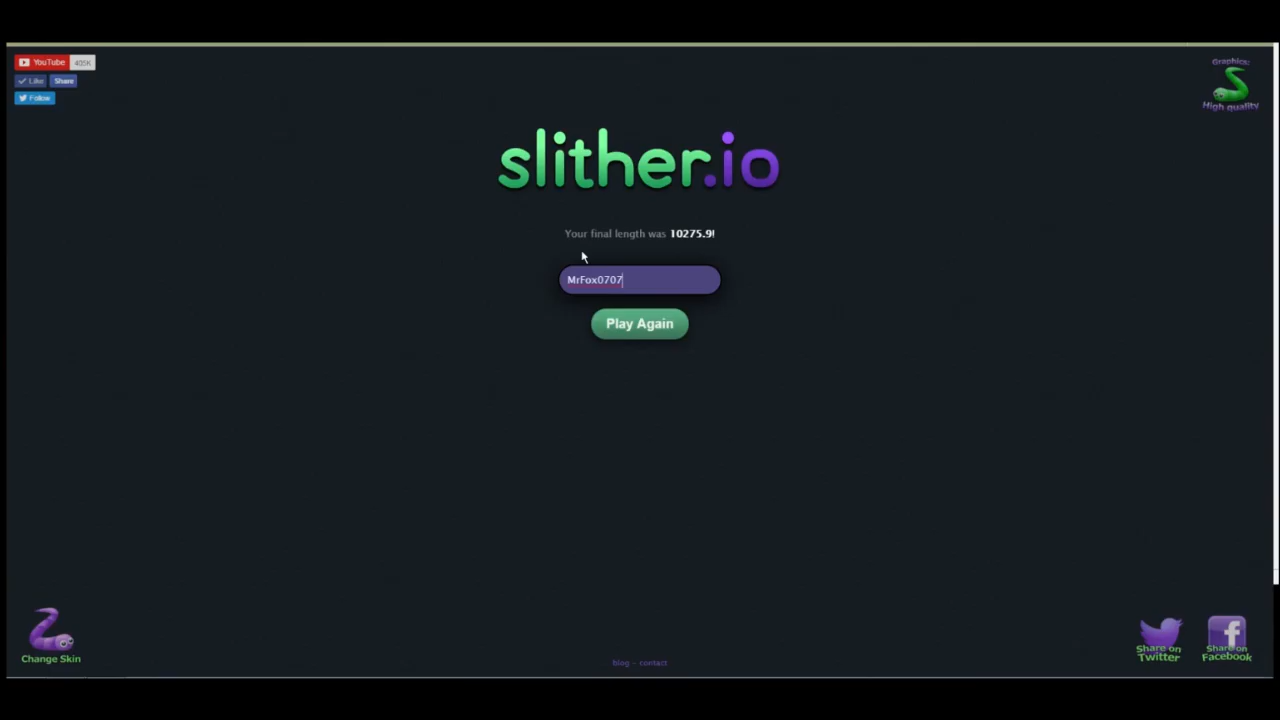 YouTube 405K
Like Share
Follow
Graphics:
High quality
slither.io
Your final length was 10275.9!
MrFox0707
Play Again
Change Skin
blog - contact
Share on
Twitter
Share on
Facebook